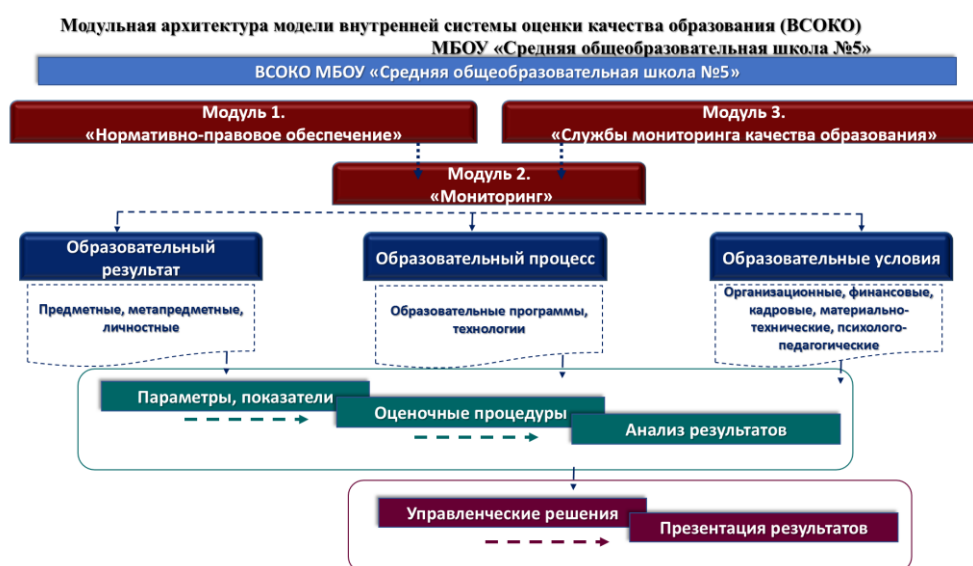 Модульная архитектура модели внутренней системы оценки качества образования (ВСОКО)
МБОУ «Средняя общеобразовательная школа №5»
ВСОКО МБОУ «Средняя общеобразовательная школа №5»
Модуль 1.
«Нормативно-правовое обеспечение»
Модуль 3.
«Службы мониторинга качества образования»
Модуль 2.
«Мониторинг»
Образовательный
результат
Образовательный процесс
Образовательные условия
Предметные, метапредметные,
личностные
Образовательные программы,
технологии
Организационные, финансовые,
кадровые, материально-
технические, психолого-
педагогические
Параметры, показатели
Оценочные процедуры
Анализ результатов
Управленческие решения
Презентация результатов